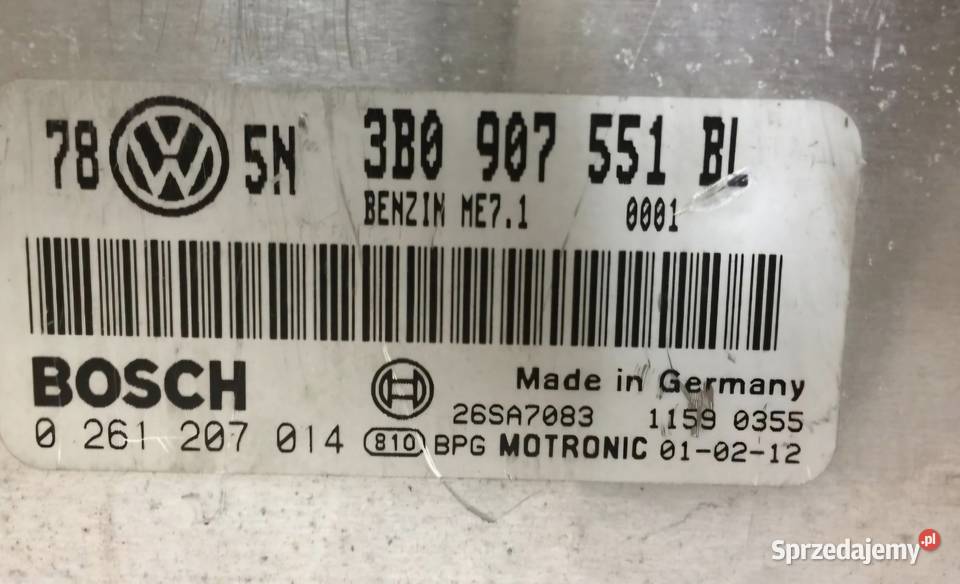 78 VW 5N 3B0 907 551 BL
BENZIN ME7.1 0001
BOSCH
Made in Germany
26SA7083 1159 0355
0 261 207 014 810 BPG MOTRONIC 01-02-12
Sprzedajemy.pl